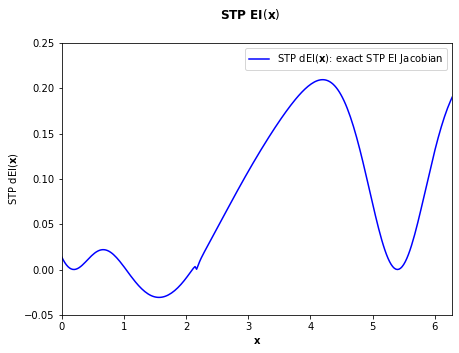 STP EI(x)
STP dEI(x): exact STP EI Jacobian
0.25
0.20
0.15
0.10
0.05
0.00
−0.05
STP dEI(x)
0 1 2 3 4 5 6
x